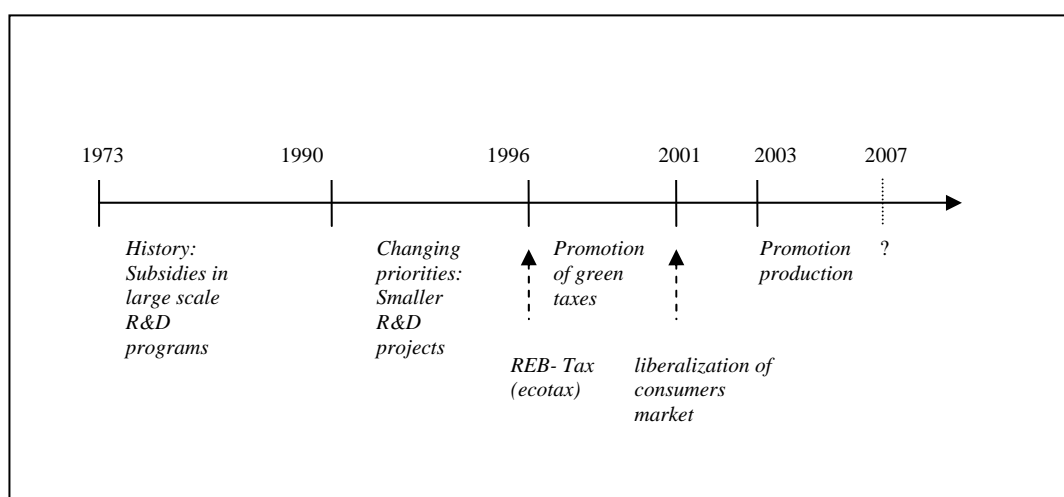 1973 1990 1996 2001 2003 2007
History:
Subsidies in
large scale
R&D
programs
Changing
priorities:
Smaller
R&D
projects
Promotion
of green
taxes
Promotion
production
?
REB- Tax
(ecotax)
liberalization of
consumers
market